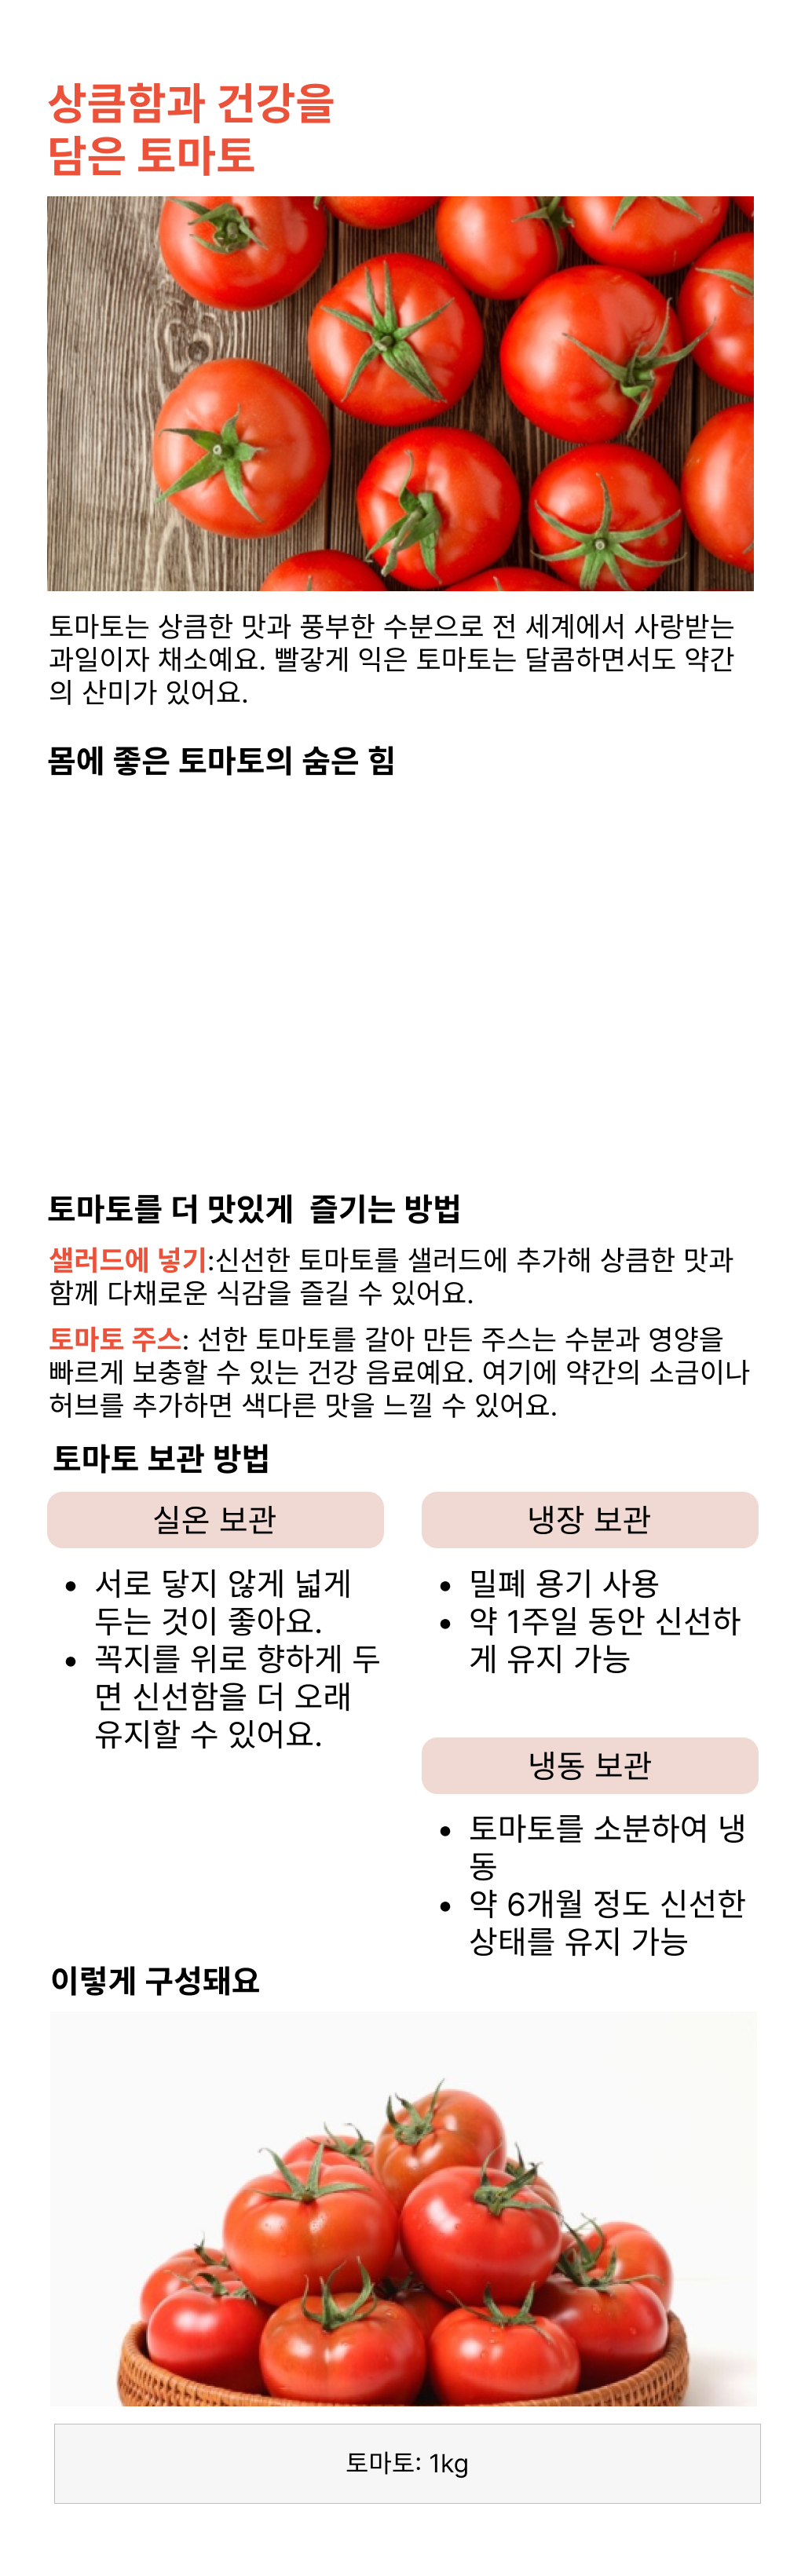 상큼함과 건강을
담은 토마토
토마토는 상큼한 맛과 풍부한 수분으로 전 세계에서 사랑받는
과일이자 채소예요. 빨갛게 익은 토마토는 달콤하면서도 약간
의 산미가 있어요.
몸에 좋은 토마토의 숨은 힘
토마토를 더 맛있게  즐기는 방법
샐러드에 넣기:신선한 토마토를 샐러드에 추가해 상큼한 맛과
함께 다채로운 식감을 즐길 수 있어요.
토마토 주스: 선한 토마토를 갈아 만든 주스는 수분과 영양을
빠르게 보충할 수 있는 건강 음료예요. 여기에 약간의 소금이나
허브를 추가하면 색다른 맛을 느낄 수 있어요.
토마토 보관 방법
실온 보관
• 서로 닿지 않게 넓게
두는 것이 좋아요.
• 꼭지를 위로 향하게 두
면 신선함을 더 오래
유지할 수 있어요.
냉장 보관
• 밀폐 용기 사용
• 약 1주일 동안 신선하
게 유지 가능
냉동 보관
• 토마토를 소분하여 냉
동
• 약 6개월 정도 신선한
상태를 유지 가능
이렇게 구성돼요
토마토: 1kg